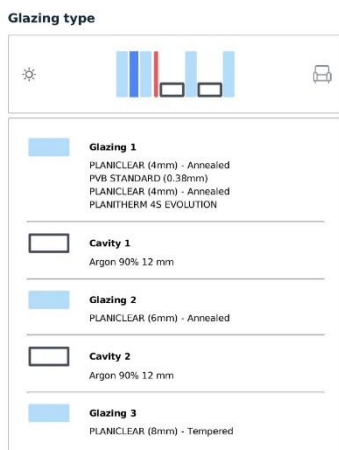 Glazing type
Glazing 1
PLANICLEAR (4mm) - Annealed
PVB STANDARD (0.38mm)
PLANICLEAR (4mm) - Annealed
PLANITHERM 4S EVOLUTION
Cavity 1
Argon 90% 12 mm
Glazing 2
PLANICLEAR (6mm) - Annealed
Cavity 2
Argon 90% 12 mm
Glazing 3
PLANICLEAR (8mm) - Tempered